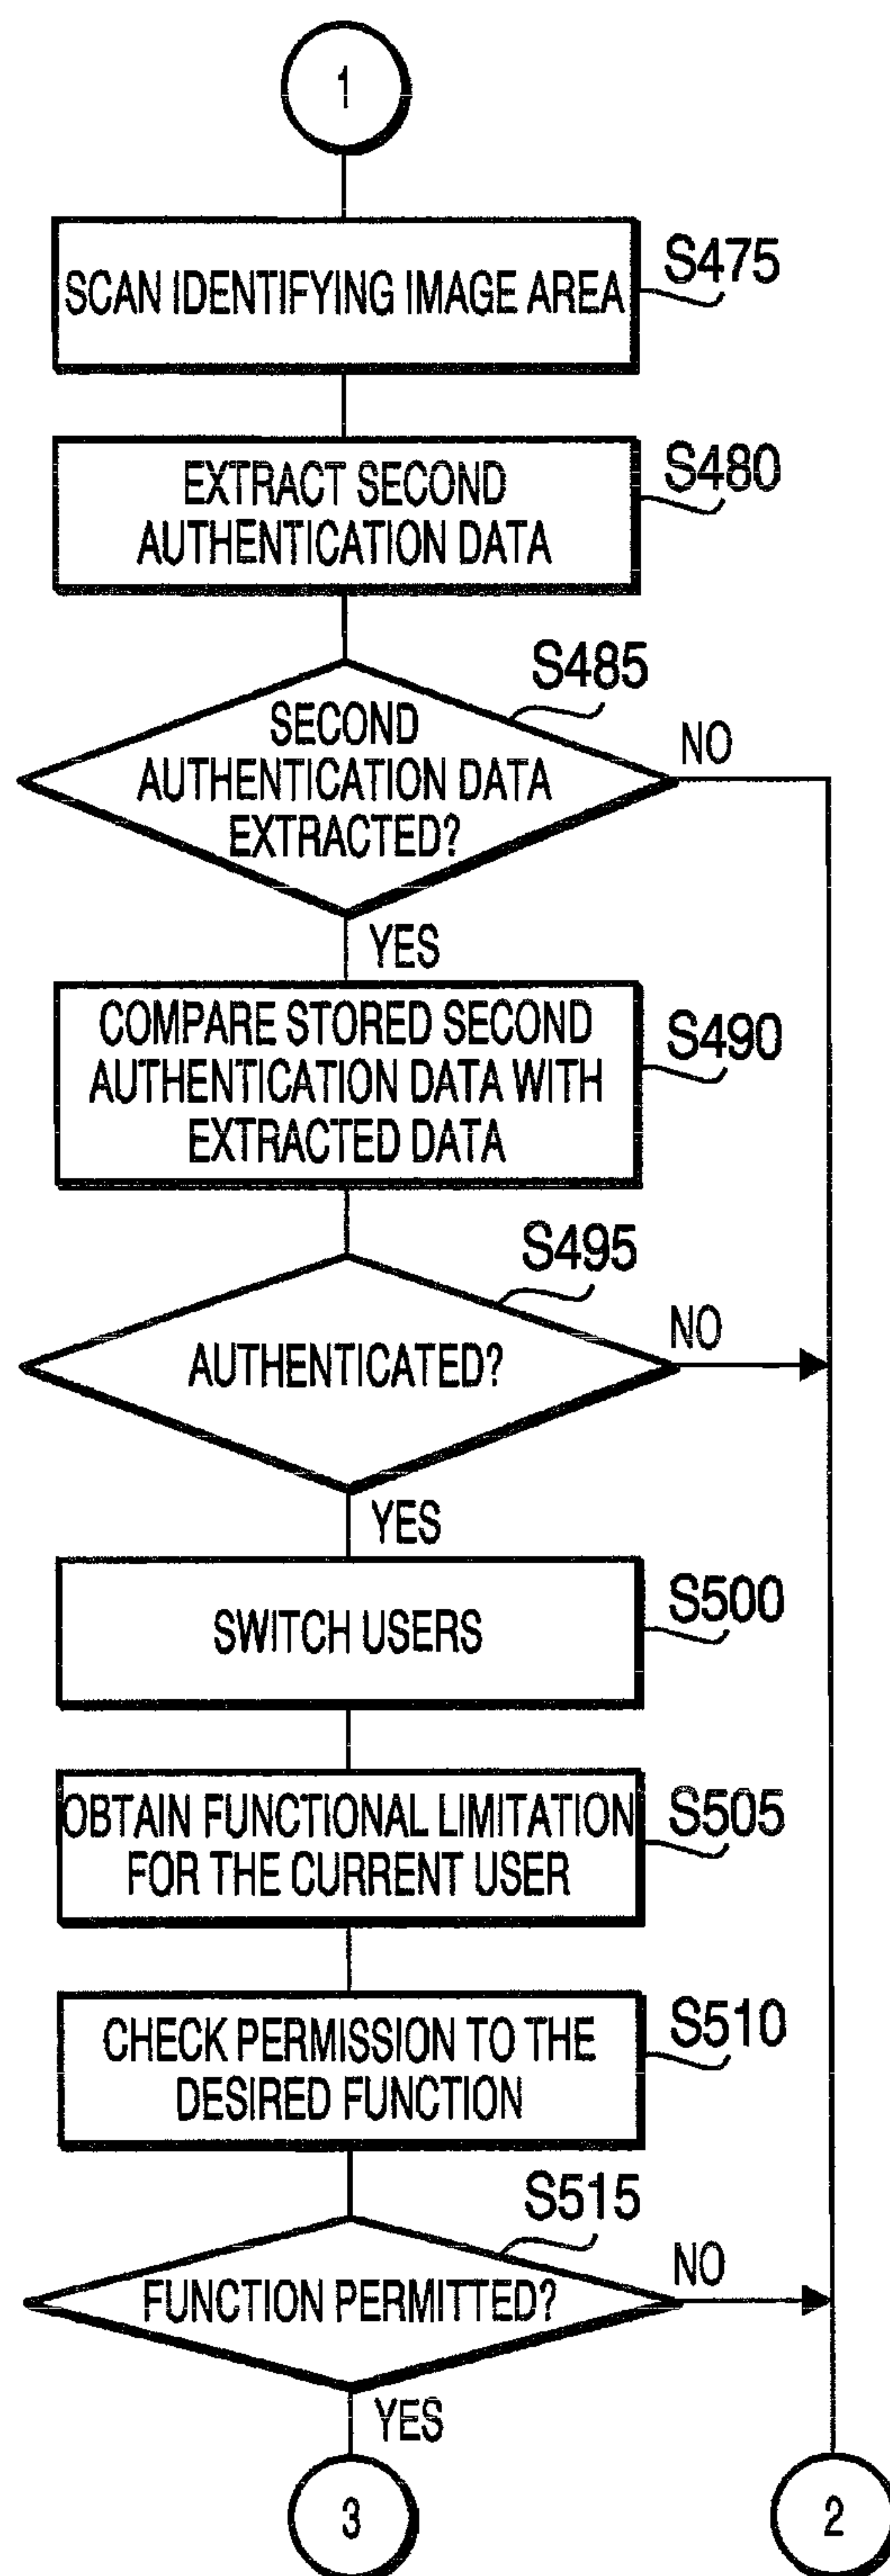 1
SCAN IDENTIFYING IMAGE AREA
S475
EXTRACT SECOND
AUTHENTICATION DATA
S480
S485
SECOND
AUTHENTICATION DATA
EXTRACTED?
NO
YES
COMPARE STORED SECOND
AUTHENTICATION DATA WITH
EXTRACTED DATA
S490
S495
AUTHENTICATED?
NO
YES
SWITCH USERS
S500
OBTAIN FUNCTIONAL LIMITATION
FOR THE CURRENT USER
S505
CHECK PERMISSION TO THE
DESIRED FUNCTION
S510
S515
FUNCTION PERMITTED?
NO
YES
3
2